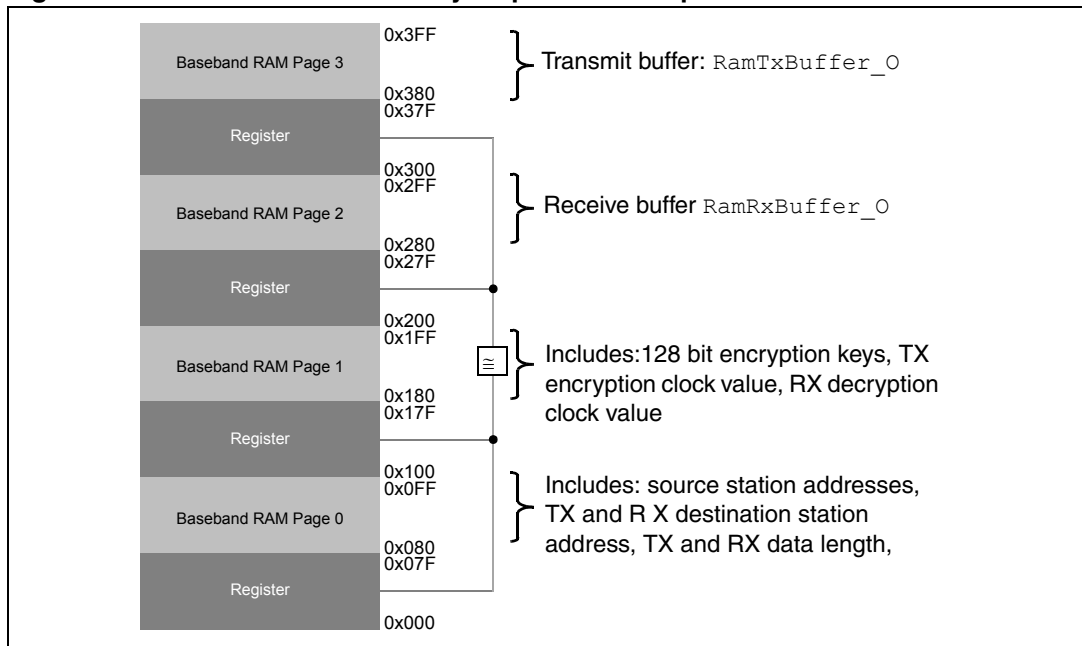 0x3FF
Baseband RAM Page 3
Transmit buffer: RamTxBuffer_O
0x380
0x37F
Register
0x300
0x2FF
Baseband RAM Page 2
Receive buffer RamRxBuffer_O
0x280
0x27F
Register
0x200
0x1FF
Baseband RAM Page 1
≅
Includes:128 bit encryption keys, TX
encryption clock value, RX decryption
clock value
0x180
0x17F
Register
0x100
0x0FF
Baseband RAM Page 0
Includes: source station addresses,
TX and R X destination station
address, TX and RX data length,
0x080
0x07F
Register
0x000